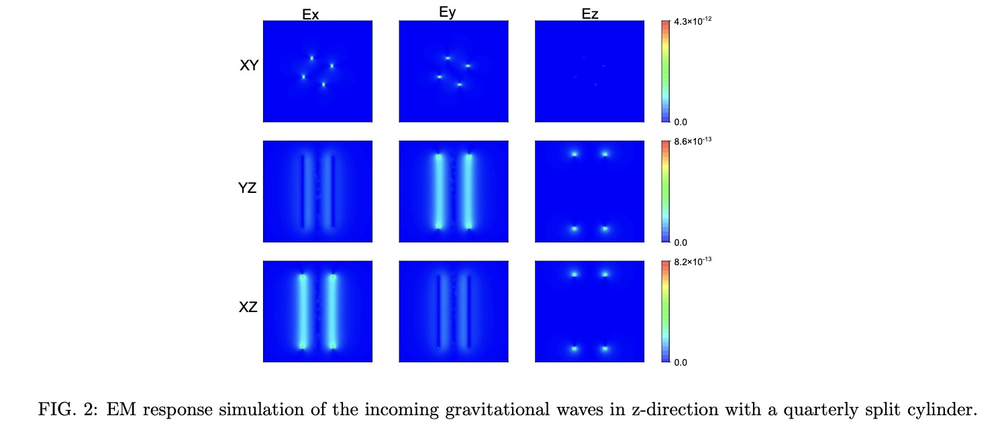 Ex Ey Ez
XY
4.3×10⁻¹²
0.0
YZ
8.6×10⁻¹³
0.0
XZ
8.2×10⁻¹³
0.0
FIG. 2: EM response simulation of the incoming gravitational waves in z-direction with a quarterly split cylinder.